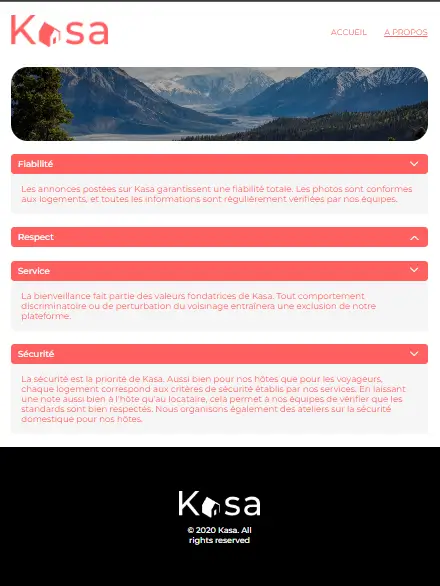 Kasa
ACCUEIL A PROPOS
Fiabilité
Les annonces postées sur Kasa garantissent une fiabilité totale. Les photos sont conformes
aux logements, et toutes les informations sont régulièrement vérifiées par nos équipes.
Respect
Service
La bienveillance fait partie des valeurs fondatrices de Kasa. Tout comportement
discriminatoire ou de perturbation du voisinage entraînera une exclusion de notre
plateforme.
Sécurité
La sécurité est la priorité de Kasa. Aussi bien pour nos hôtes que pour les voyageurs,
chaque logement correspond aux critères de sécurité établis par nos services. En laissant
une note aussi bien à l'hôte qu'au locataire, cela permet à nos équipes de vérifier que les
standards sont bien respectés. Nous organisons également des ateliers sur la sécurité
domestique pour nos hôtes.
Kasa
© 2020 Kasa. All
rights reserved